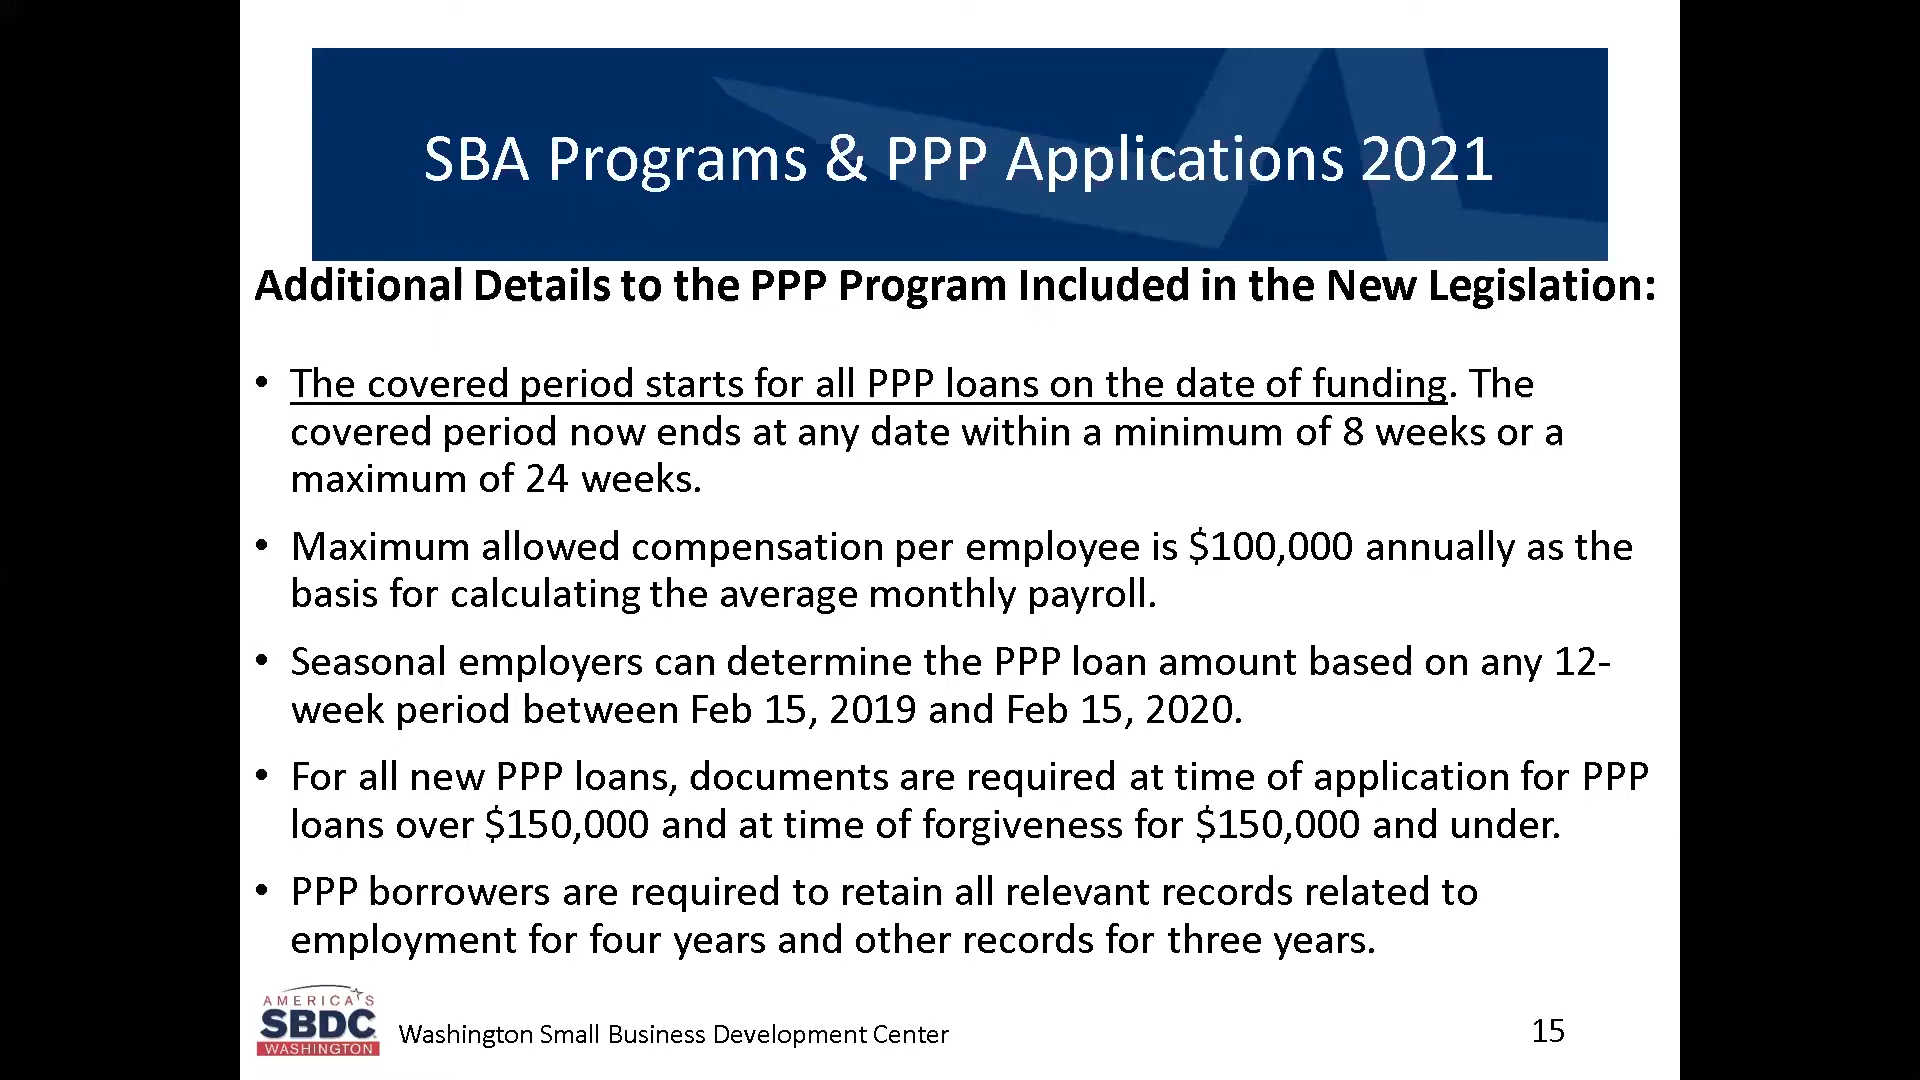 SBA Programs & PPP Applications 2021
Additional Details to the PPP Program Included in the New Legislation:
• The covered period starts for all PPP loans on the date of funding. The
covered period now ends at any date within a minimum of 8 weeks or a
maximum of 24 weeks.
• Maximum allowed compensation per employee is $100,000 annually as the
basis for calculating the average monthly payroll.
• Seasonal employers can determine the PPP loan amount based on any 12-
week period between Feb 15, 2019 and Feb 15, 2020.
• For all new PPP loans, documents are required at time of application for PPP
loans over $150,000 and at time of forgiveness for $150,000 and under.
• PPP borrowers are required to retain all relevant records related to
employment for four years and other records for three years.
AMERICA'S
SBDC
WASHINGTON
Washington Small Business Development Center
15